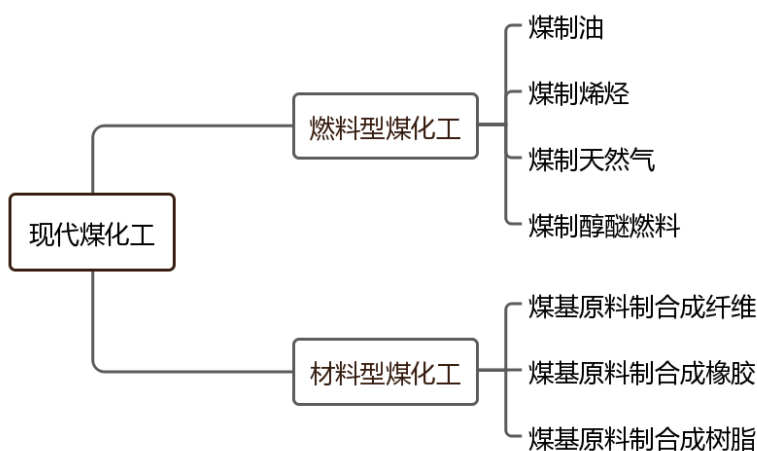 现代煤化工
燃料型煤化工
煤制油
煤制烯烃
煤制天然气
煤制醇醚燃料
材料型煤化工
煤基原料制合成纤维
煤基原料制合成橡胶
煤基原料制合成树脂